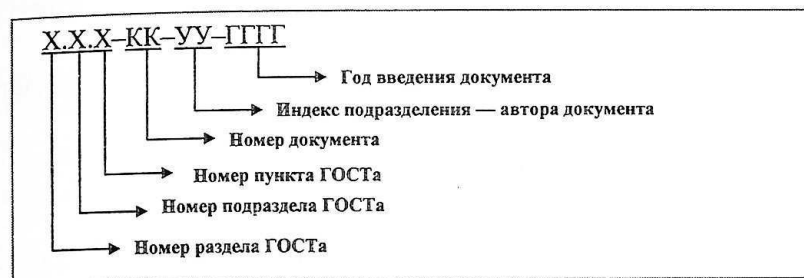 Х.Х.Х–КК–УУ–ГГГГ
Год введения документа
Индекс подразделения — автора документа
Номер документа
Номер пункта ГОСТа
Номер подраздела ГОСТа
Номер раздела ГОСТа